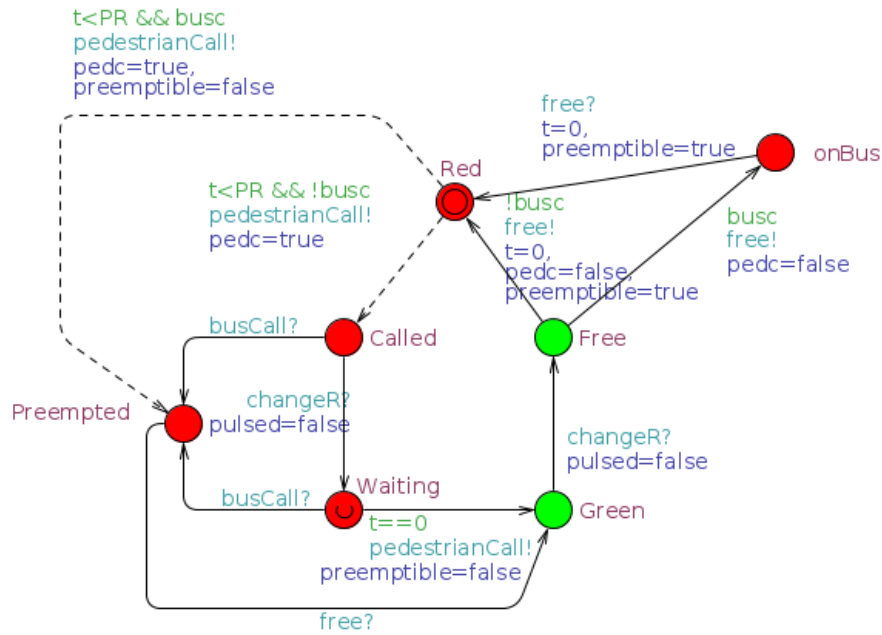 t<PR && busc
pedestrianCall!
pedc=true,
preemptible=false
free?
t=0,
preemptible=true
onBus
Red
t<PR && !busc
pedestrianCall!
pedc=true
!busc
free!
t=0,
pedc=false,
preemptible=true
busc
free!
pedc=false
busCall?
Called
Free
Preempted
changeR?
pulsed=false
changeR?
pulsed=false
busCall?
Waiting
Green
t==0
pedestrianCall!
preemptible=false
free?